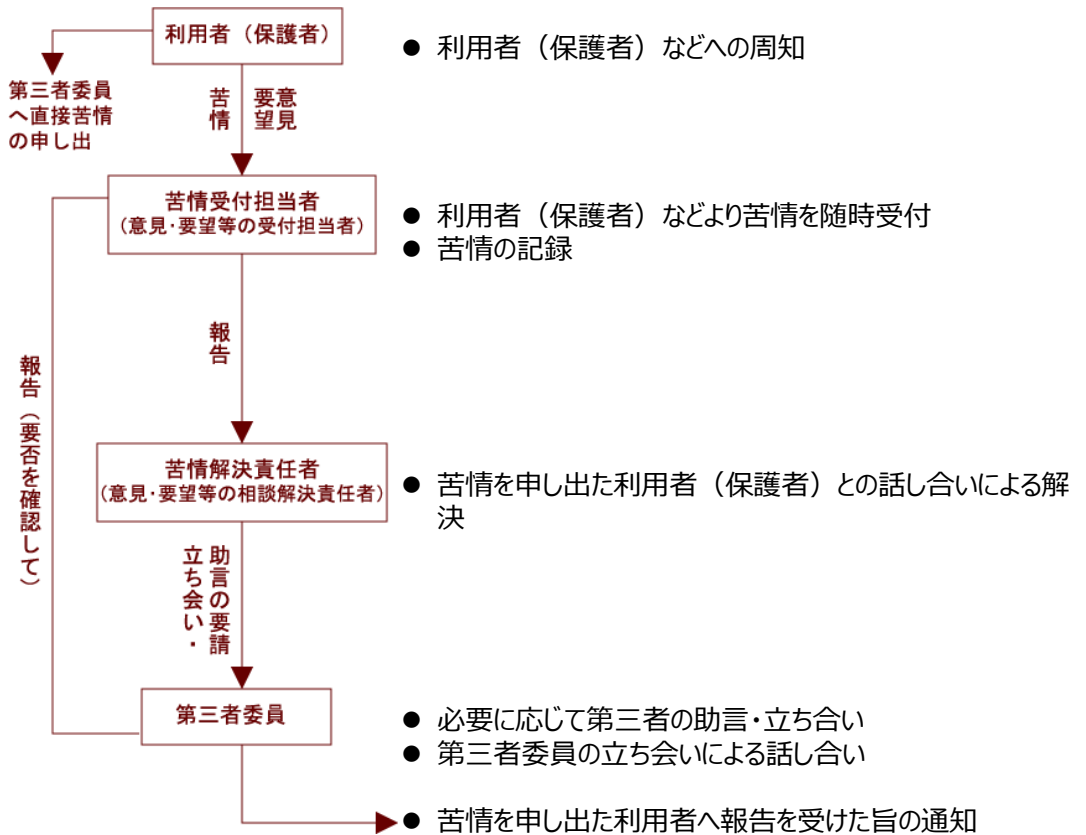 利用者（保護者）
● 利用者（保護者）などへの周知
第三者委員
へ直接苦情
の申し出
苦情
要望
意見
苦情受付担当者
（意見・要望等の受付担当者）
● 利用者（保護者）などより苦情を随時受付
● 苦情の記録
報告
報告（要否を確認して）
苦情解決責任者
（意見・要望等の相談解決責任者）
● 苦情を申し出た利用者（保護者）との話し合いによる解
決
立ち会い・
助言の要請
第三者委員
● 必要に応じて第三者の助言・立ち合い
● 第三者委員の立ち会いによる話し合い
● 苦情を申し出た利用者へ報告を受けた旨の通知